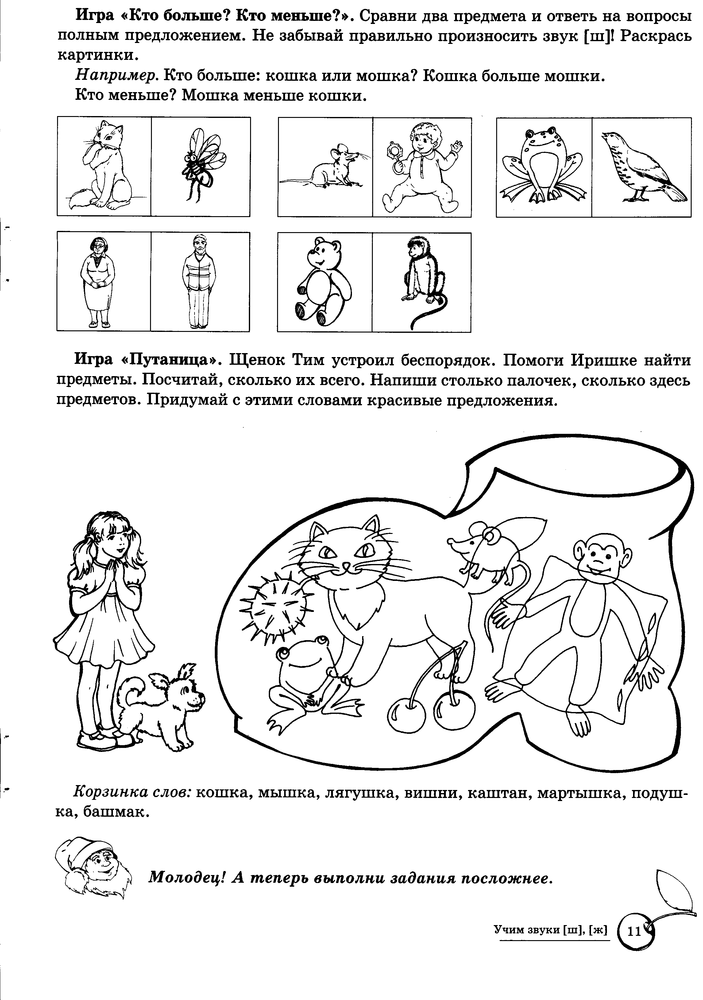 Игра «Кто больше? Кто меньше?». Сравни два предмета и ответь на вопросы
полным предложением. Не забывай правильно произносить звук [ш]! Раскрась
картинки.
Например. Кто больше: кошка или мошка? Кошка больше мошки.
Кто меньше? Мошка меньше кошки.
Игра «Путаница». Щенок Тим устроил беспорядок. Помоги Иришке найти
предметы. Посчитай, сколько их всего. Напиши столько палочек, сколько здесь
предметов. Придумай с этими словами красивые предложения.
Корзинка слов: кошка, мышка, лягушка, вишни, каштан, мартышка, подуш-
ка, башмак.
Молодец! А теперь выполни задания посложнее.
Учим звуки [ш], [ж] 11